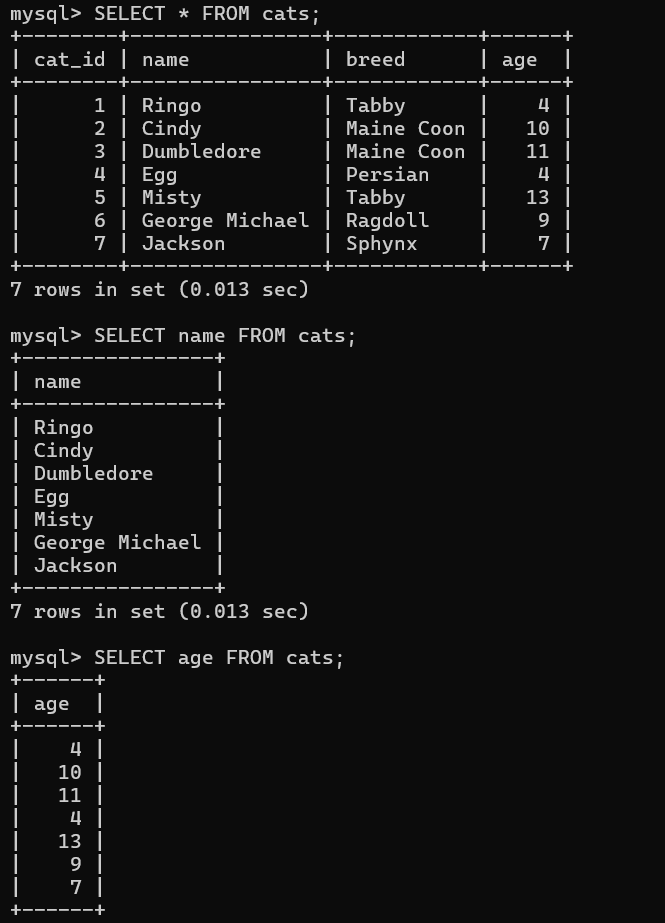 mysql> SELECT * FROM cats;
+--------+----------------+------------+------+
| cat_id | name           | breed      | age  |
+--------+----------------+------------+------+
|      1 | Ringo          | Tabby      |    4 |
|      2 | Cindy          | Maine Coon |   10 |
|      3 | Dumbledore     | Maine Coon |   11 |
|      4 | Egg            | Persian    |    4 |
|      5 | Misty          | Tabby      |   13 |
|      6 | George Michael | Ragdoll    |    9 |
|      7 | Jackson        | Sphynx     |    7 |
+--------+----------------+------------+------+
7 rows in set (0.013 sec)

mysql> SELECT name FROM cats;
+----------------+
| name           |
+----------------+
| Ringo          |
| Cindy          |
| Dumbledore     |
| Egg            |
| Misty          |
| George Michael |
| Jackson        |
+----------------+
7 rows in set (0.013 sec)

mysql> SELECT age FROM cats;
+------+
| age  |
+------+
|    4 |
|   10 |
|   11 |
|    4 |
|   13 |
|    9 |
|    7 |
+------+